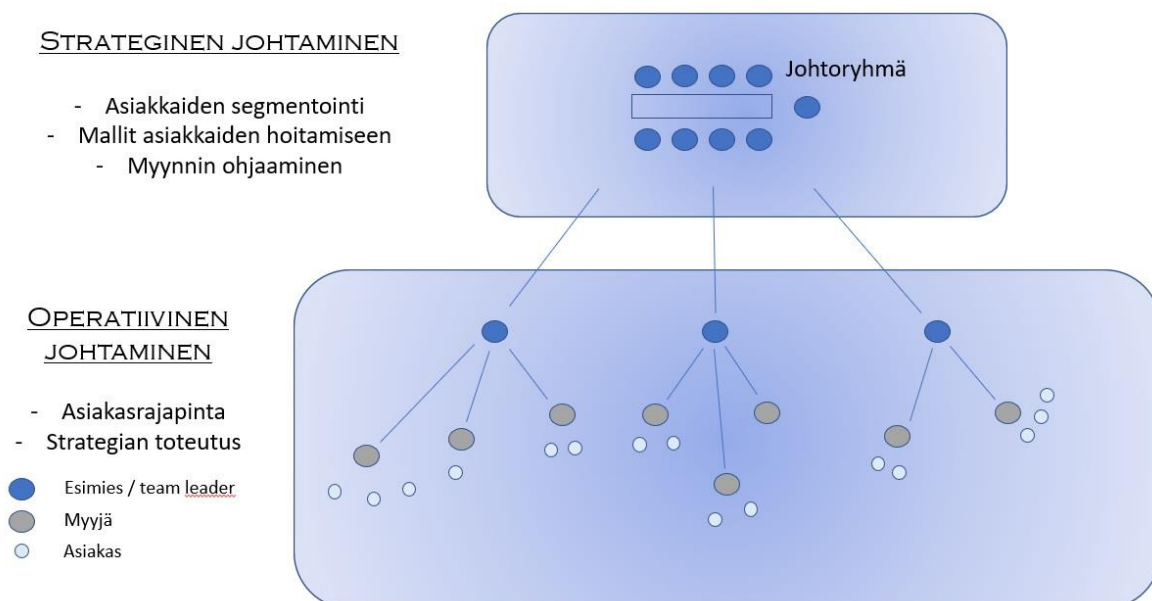 STRATEGINEN JOHTAMINEN
- Asiakkaiden segmentointi
- Mallit asiakkaiden hoitamiseen
- Myynnin ohjaaminen
Johtoryhmä
OPERATIIVINEN
JOHTAMINEN
- Asiakasrajapinta
- Strategian toteutus
Esimies / team leader
Myyjä
Asiakas